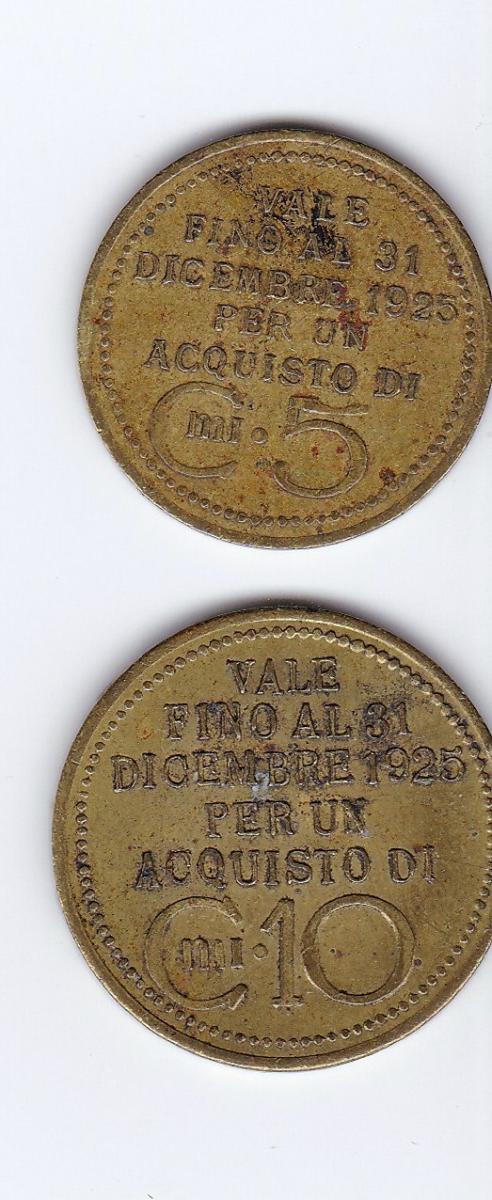 VALE
FINO AL 31
DICEMBRE 1925
PER UN
ACQUISTO DI
Cmi. 5
VALE
FINO AL 31
DICEMBRE 1925
PER UN
ACQUISTO DI
Cmi. 10